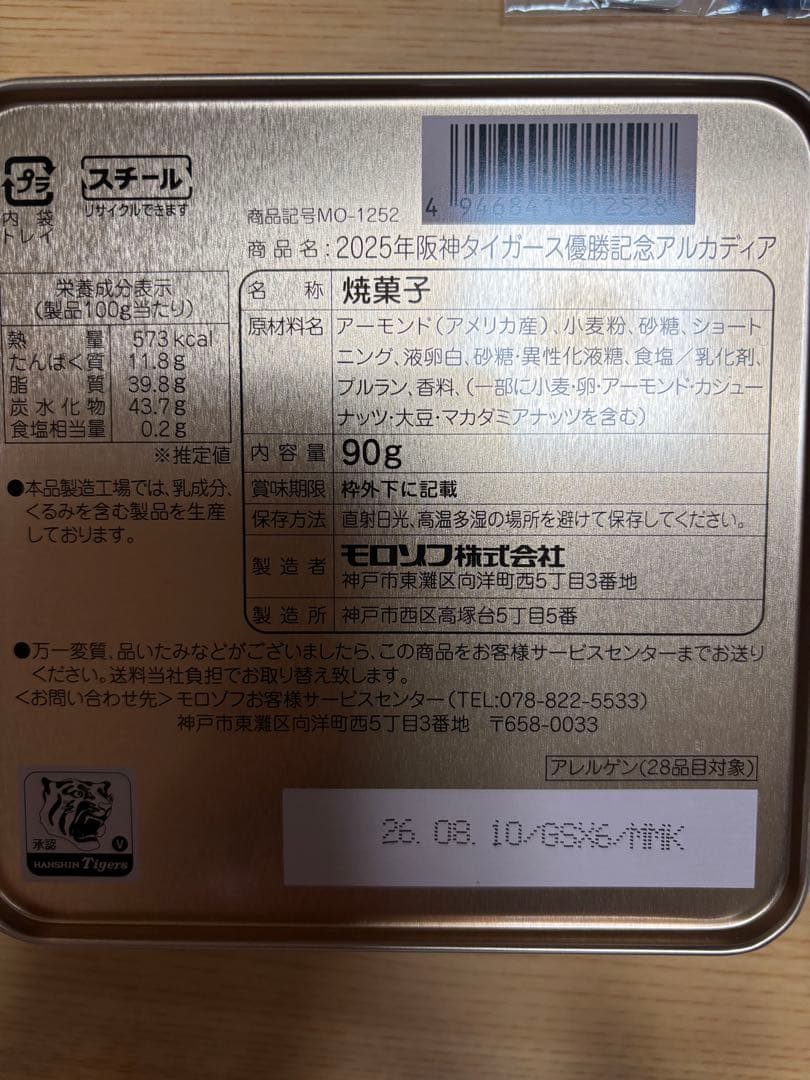 プラ
内袋
トレイ
スチール
リサイクルできます
商品記号MO-1252
4 946841 912528
商品名:2025年阪神タイガース優勝記念アルカディア
栄養成分表示
(製品100g当たり)
熱量 573kcal
たんぱく質 11.8g
脂質 39.8g
炭水化物 43.7g
食塩相当量 0.2g
※推定値
●本品製造工場では、乳成分、
くるみを含む製品を生産
しております。
名称 焼菓子
原材料名 アーモンド(アメリカ産)、小麦粉、砂糖、ショート
ニング、液卵白、砂糖・異性化液糖、食塩/乳化剤、
プルラン、香料、(一部に小麦・卵・アーモンド・カシュー
ナッツ・大豆・マカダミアナッツを含む)
内容量 90g
賞味期限 枠外下に記載
保存方法 直射日光、高温多湿の場所を避けて保存してください。
製造者 モロゾフ株式会社
神戸市東灘区向洋町西5丁目3番地
製造所 神戸市西区高塚台5丁目5番
●万一変質、品いたみなどがございましたら、この商品をお客様サービスセンターまでお送り
ください。送料当社負担でお取り替え致します。
<お問い合わせ先>モロゾフお客様サービスセンター(TEL:078-822-5533)
神戸市東灘区向洋町西5丁目3番地 〒658-0033
アレルゲン(28品目対象)
承認 V
HANSHIN Tigers
26.08.10/GSX6/MMK